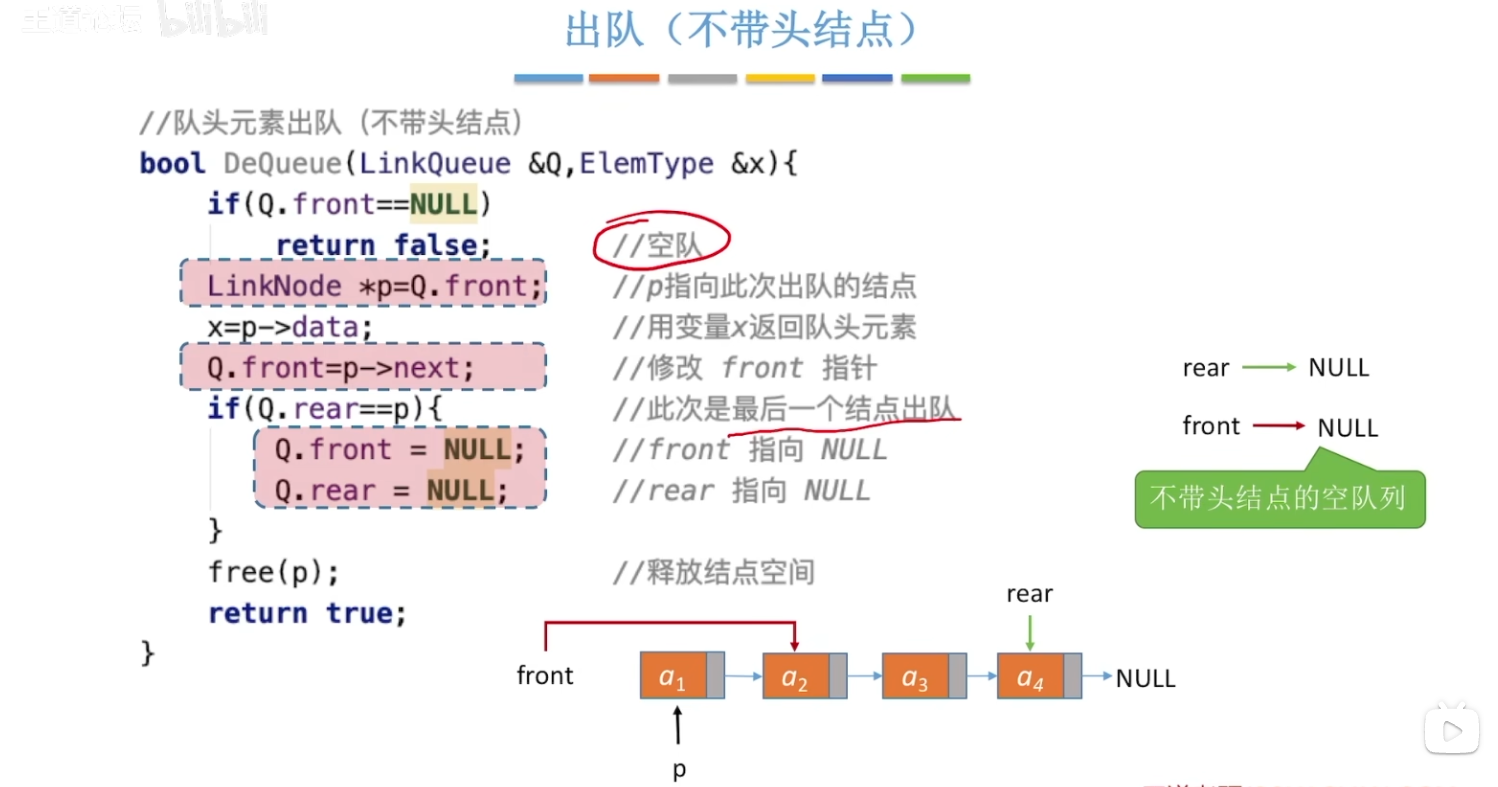 bilibili
出队（不带头结点）
//队头元素出队（不带头结点）
bool DeQueue(LinkQueue &Q,ElemType &x){
if(Q.front==NULL)
return false; //空队
LinkNode *p=Q.front; //p指向此次出队的结点
x=p->data; //用变量x返回队头元素
Q.front=p->next; //修改 front 指针
if(Q.rear==p){ //此次是最后一个结点出队
Q.front = NULL; //front 指向 NULL
Q.rear = NULL; //rear 指向 NULL
}
free(p); //释放结点空间
return true;
}
rear NULL
front NULL
不带头结点的空队列
rear
front a1 a2 a3 a4 NULL
p